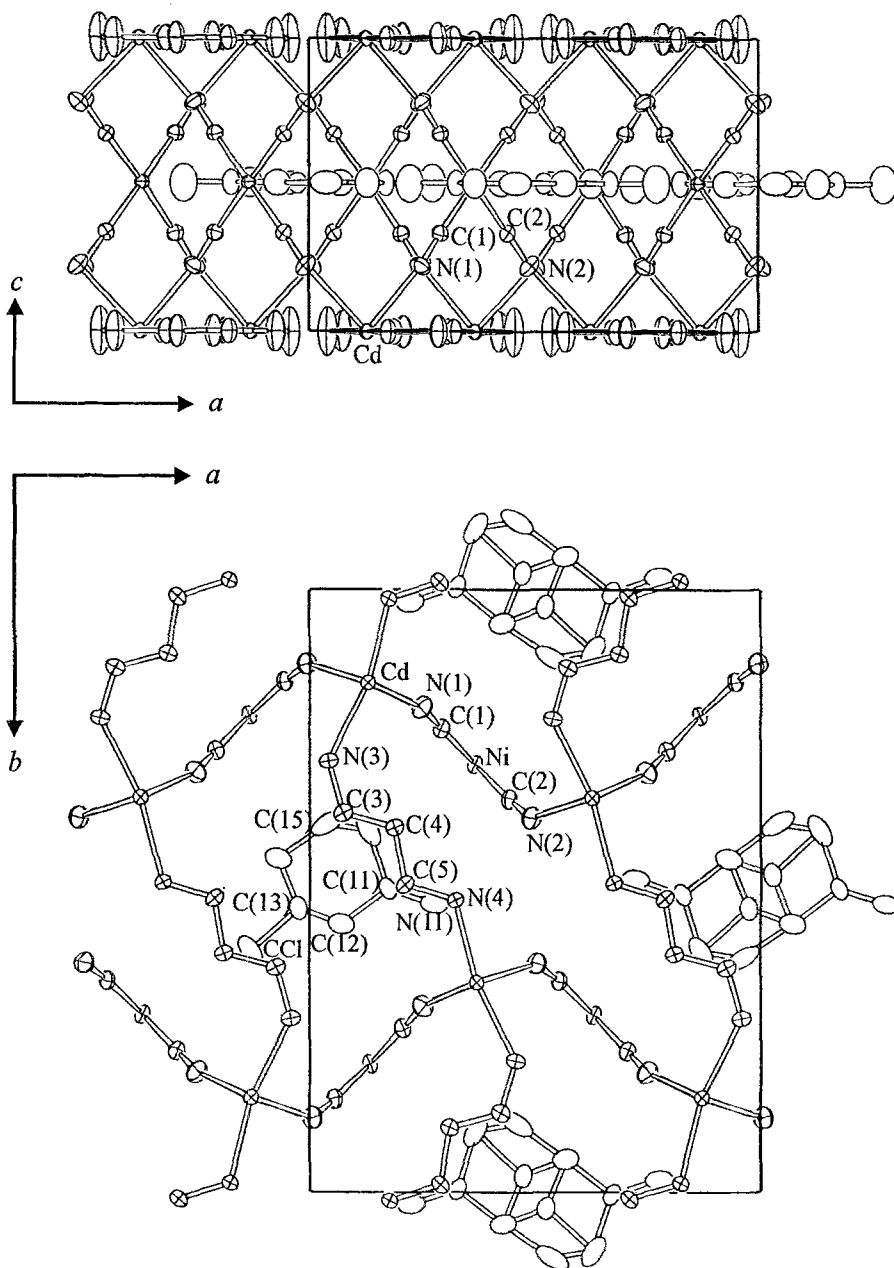 C(1)
C(2)
N(1)
N(2)
c
Cd
a
a
Cd
N(1)
C(1)
b
N(3)
Ni
C(2)
C(3)
N(2)
C(15)
C(4)
C(5)
C(11)
N(4)
C(13)
N(11)
C(12)
CCl